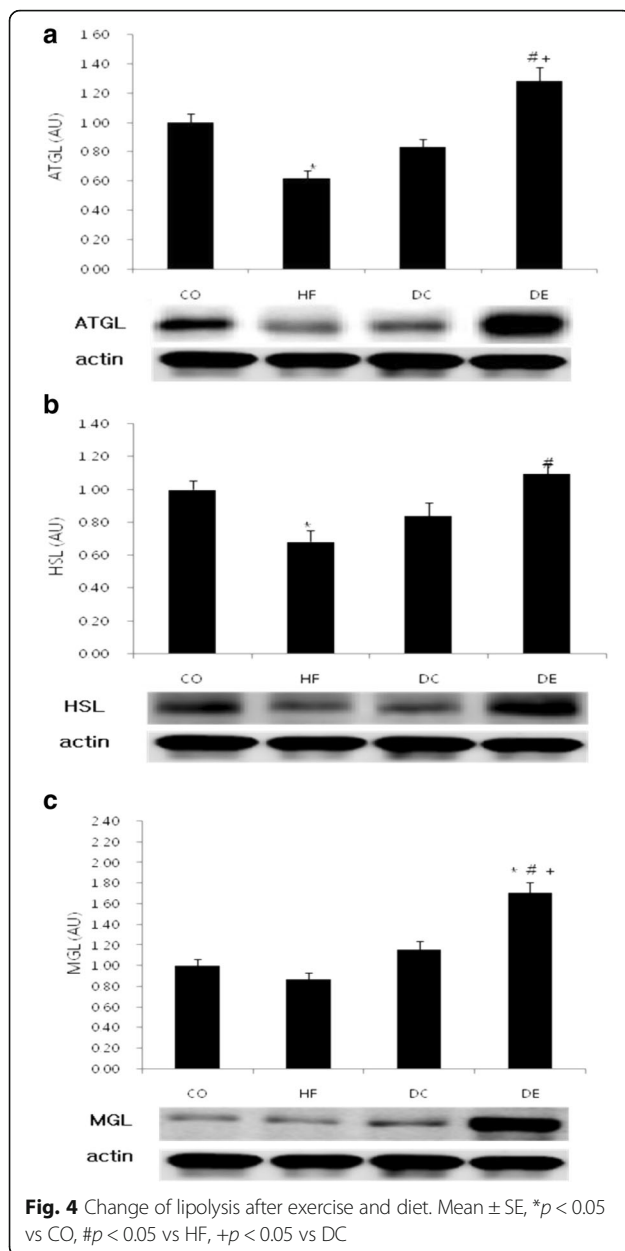 a
1 60
1 40
1 20
1 00
0 80
0 60
0 40
0 20
0 00
ATGL (AU)
*
# +
CO HF DC DE
ATGL
actin
b
1 40
1 20
1 00
0 80
0 60
0 40
0 20
0 00
HSL (AU)
*
#
CO HF DC DE
HSL
actin
c
2 40
2 20
2 00
1 80
1 60
1 40
1 20
1 00
0 80
0 60
0 40
0 20
0 00
MGL (AU)
* # +
CO HF DC DE
MGL
actin
Fig. 4 Change of lipolysis after exercise and diet. Mean ± SE, *p < 0.05
vs CO, #p < 0.05 vs HF, +p < 0.05 vs DC